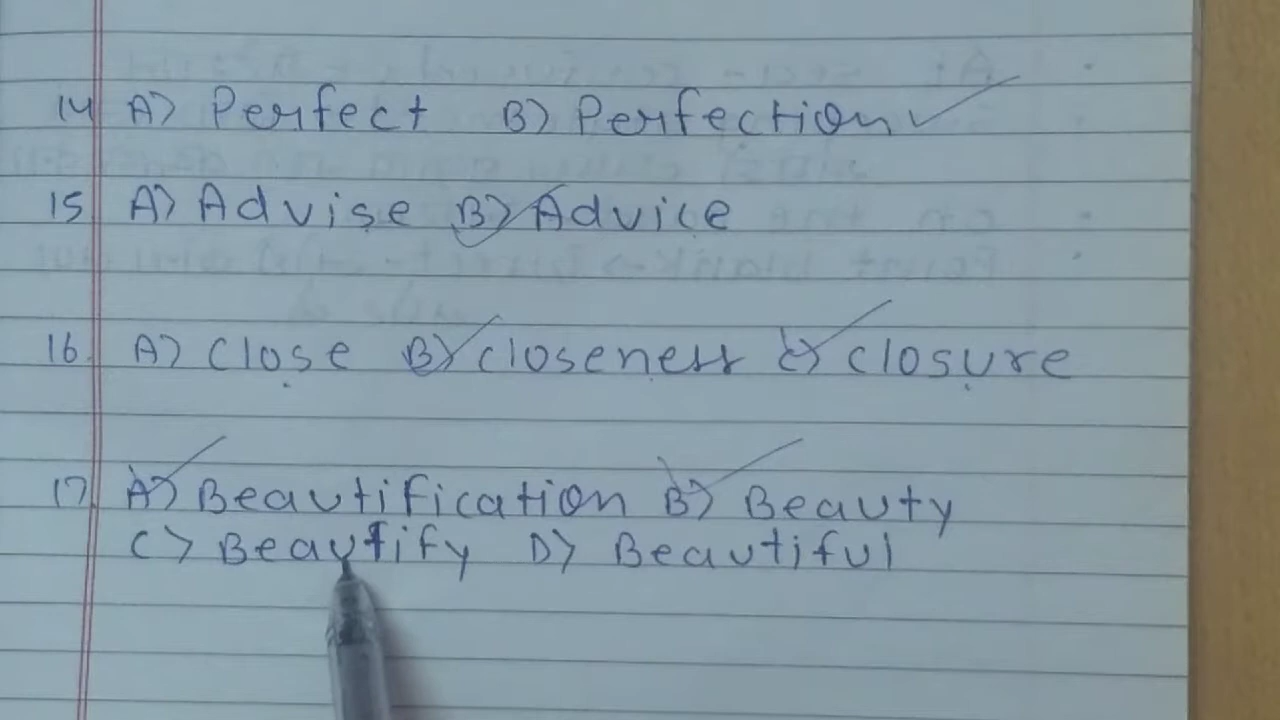 14 A) Perfect B) Perfection ✓
15 A) Advise B) Advice
16. A) Close B) closeness C) closure
17. A) Beautification B) Beauty
C) Beautify D) Beautiful